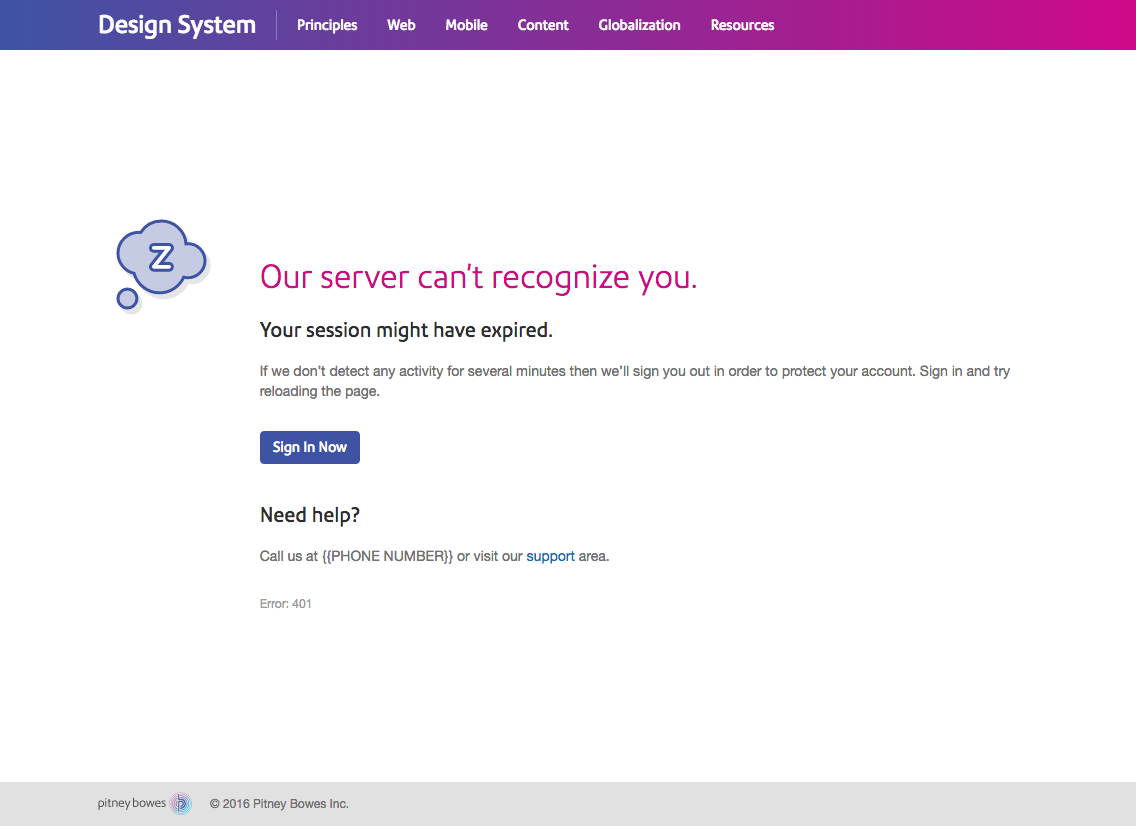 Design System
Principles
Web
Mobile
Content
Globalization
Resources
Z
Our server can't recognize you.
Your session might have expired.
If we don't detect any activity for several minutes then we'll sign you out in order to protect your account. Sign in and try
reloading the page.
Sign In Now
Need help?
Call us at {{PHONE NUMBER}} or visit our support area.
Error: 401
pitney bowes
© 2016 Pitney Bowes Inc.